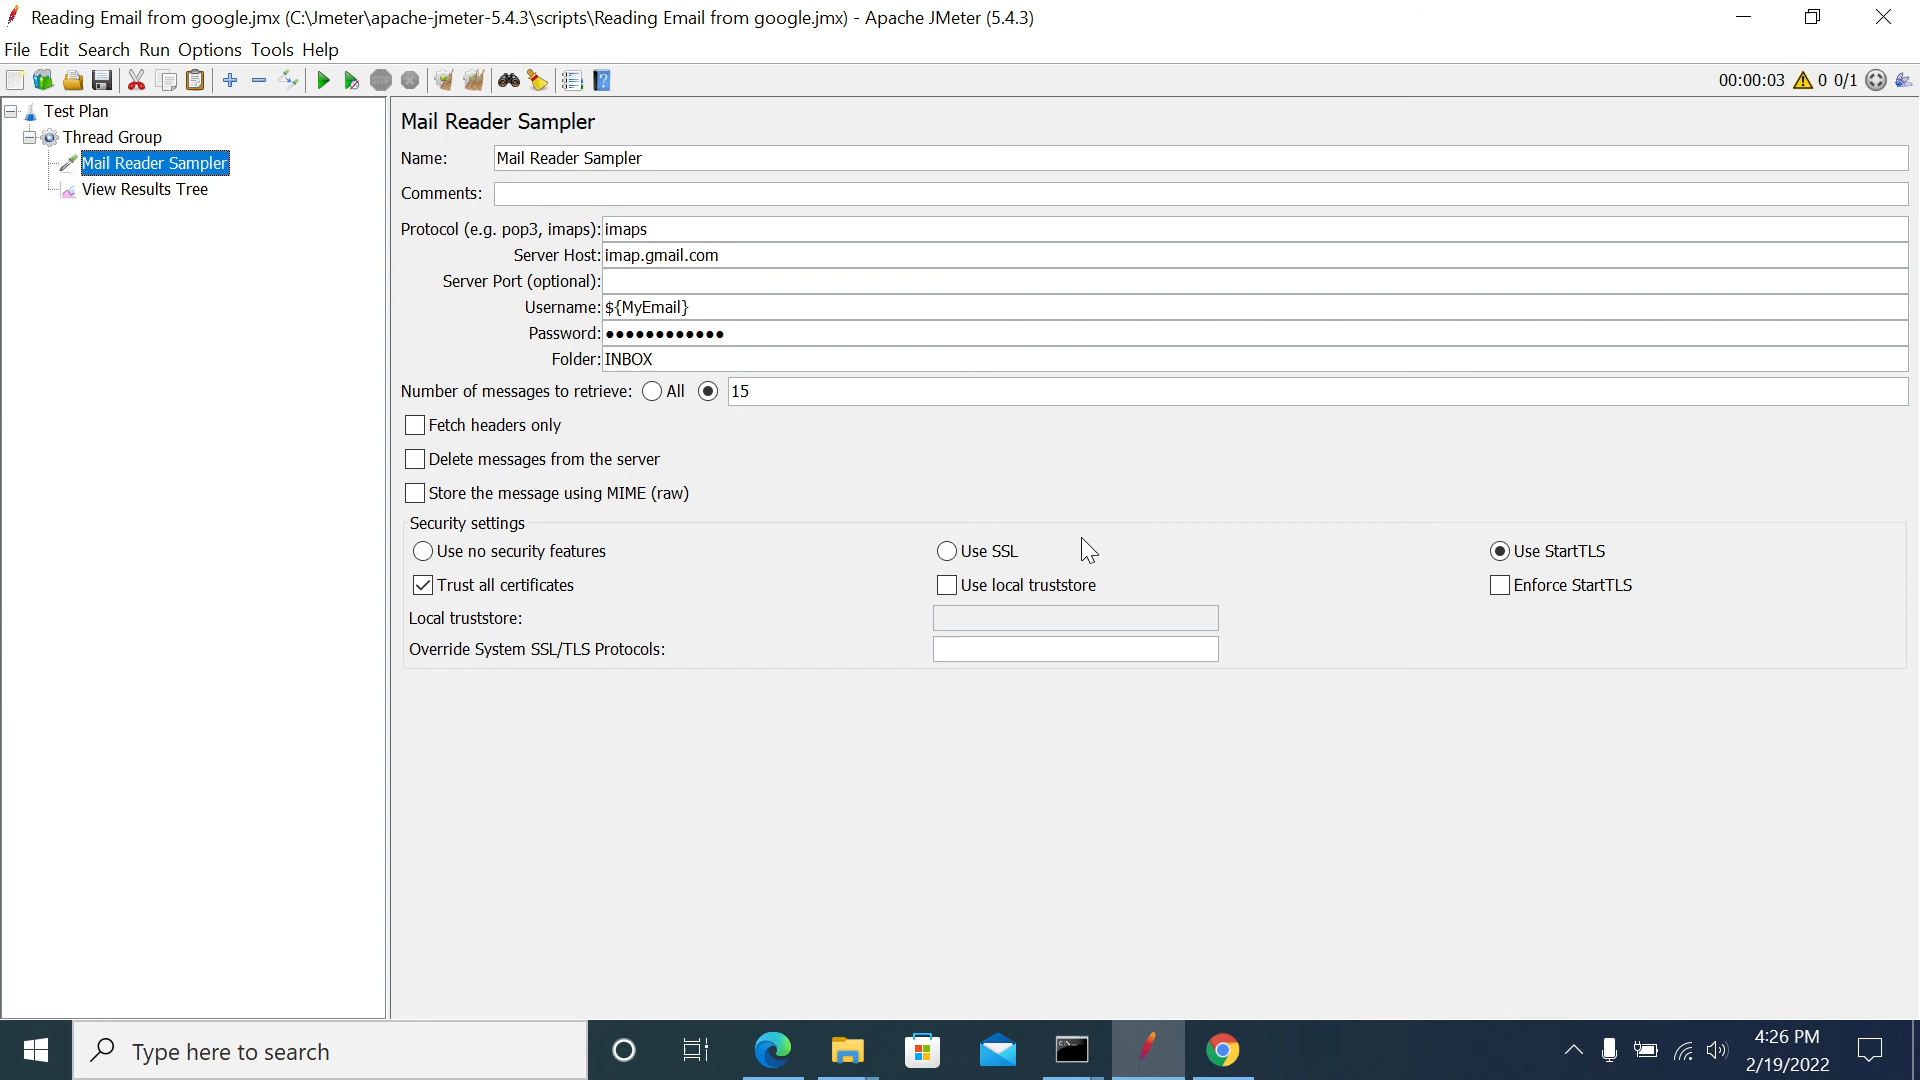 Reading Email from google.jmx (C:\Jmeter\apache-jmeter-5.4.3\scripts\Reading Email from google.jmx) - Apache JMeter (5.4.3)
File Edit Search Run Options Tools Help
00:00:03 0 0/1
Test Plan
Thread Group
Mail Reader Sampler
View Results Tree
Mail Reader Sampler
Name: Mail Reader Sampler
Comments:
Protocol (e.g. pop3, imaps): imaps
Server Host: imap.gmail.com
Server Port (optional):
Username: ${MyEmail}
Password: ●●●●●●●●●●●●
Folder: INBOX
Number of messages to retrieve: All 15
Fetch headers only
Delete messages from the server
Store the message using MIME (raw)
Security settings
Use no security features Use SSL Use StartTLS
Trust all certificates Use local truststore Enforce StartTLS
Local truststore:
Override System SSL/TLS Protocols:
Type here to search
4:26 PM
2/19/2022